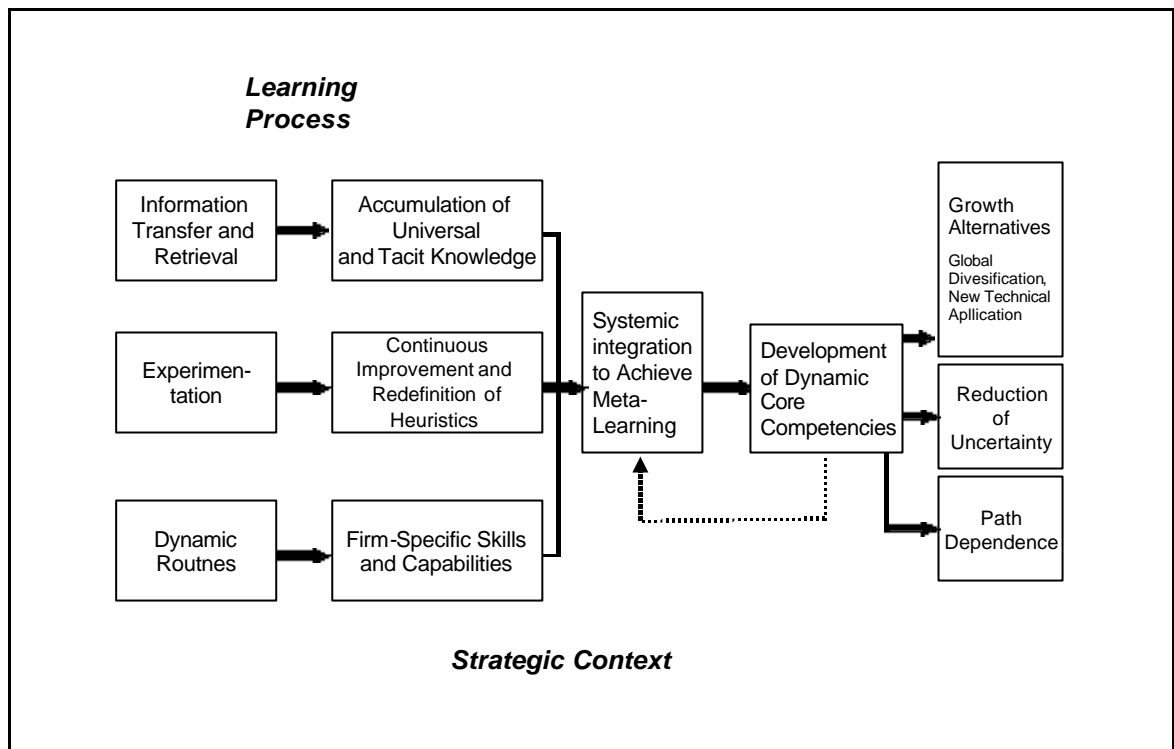 Learning
Process
Information
Transfer and
Retrieval
Accumulation of
Universal
and Tacit Knowledge
Experimen-
tation
Continuous
Improvement and
Redefinition of
Heuristics
Dynamic
Routnes
Firm-Specific Skills
and Capabilities
Systemic
integration
to Achieve
Meta-
Learning
Development
of Dynamic
Core
Competencies
Growth
Alternatives
Global
Divesification,
New Technical
Apllication
Reduction
of
Uncertainty
Path
Dependence
Strategic Context